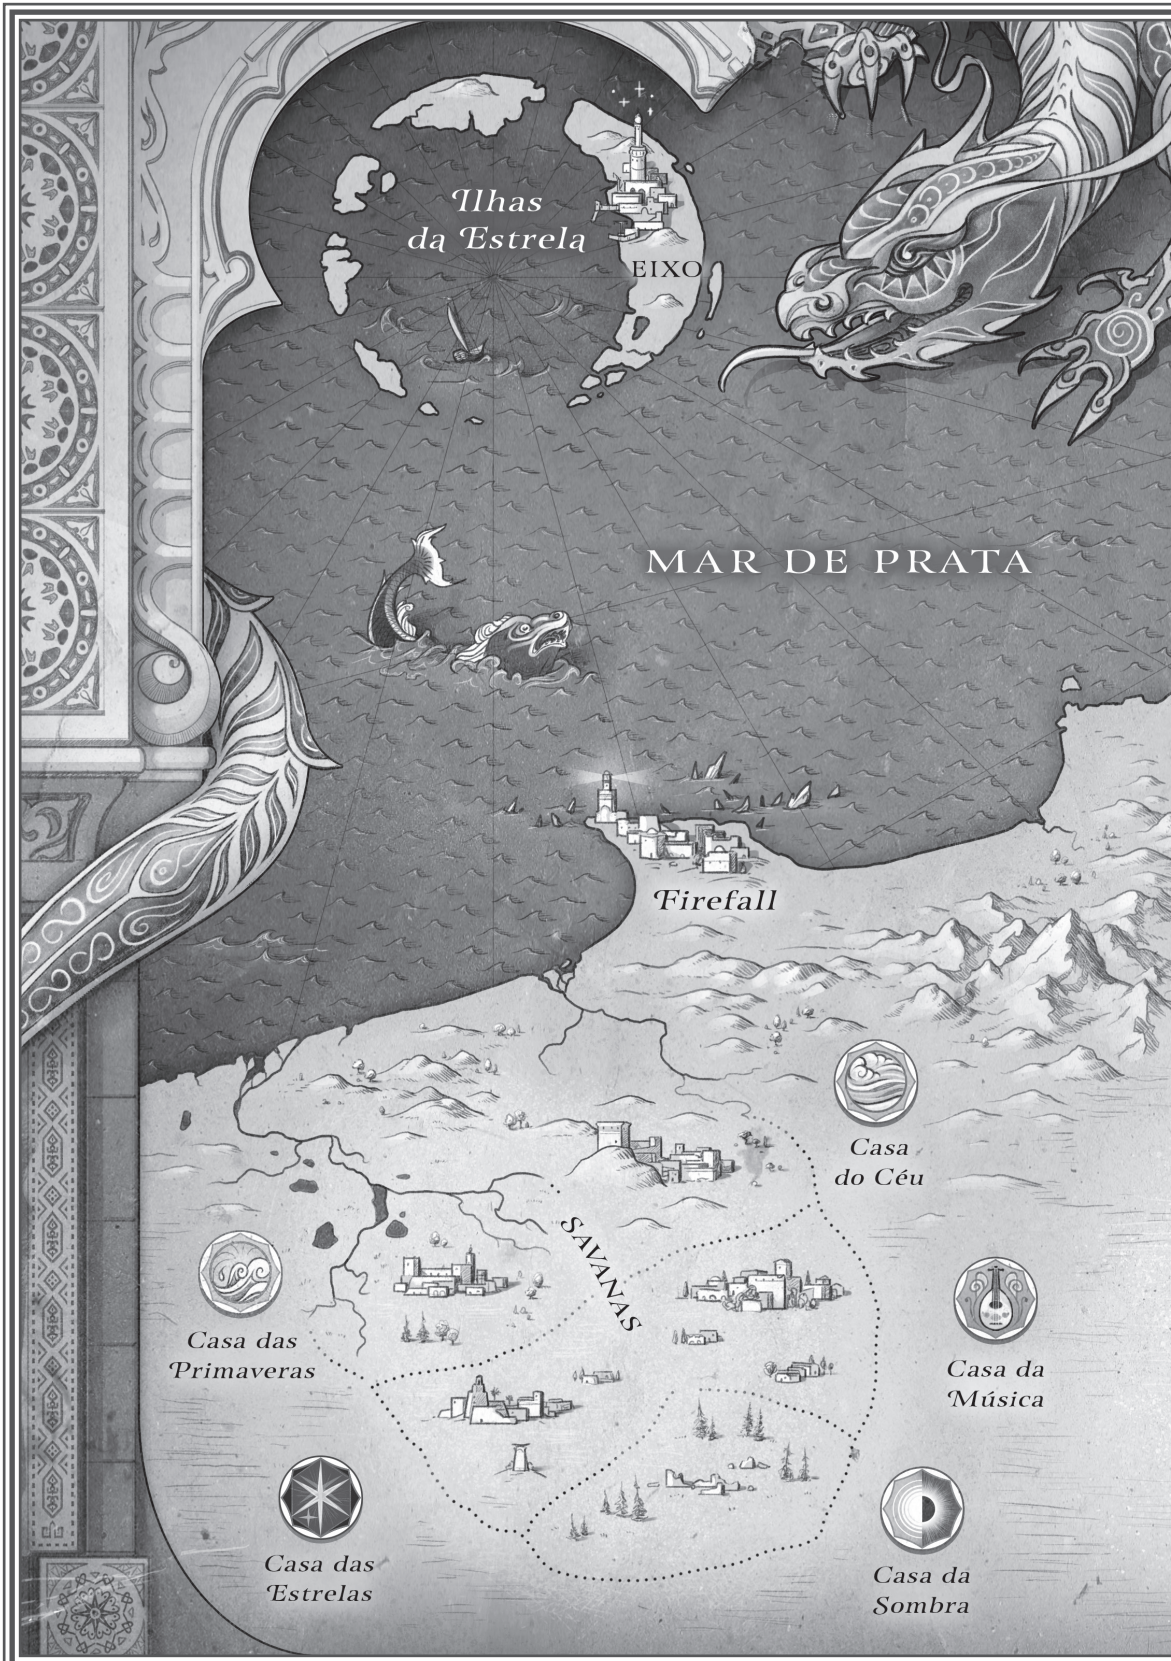 Ilhas
da Estrela
EIXO
MAR DE PRATA
Firefall
Casa
do Céu
SAVANAS
Casa das
Primaveras
Casa da
Música
Casa das
Estrelas
Casa da
Sombra